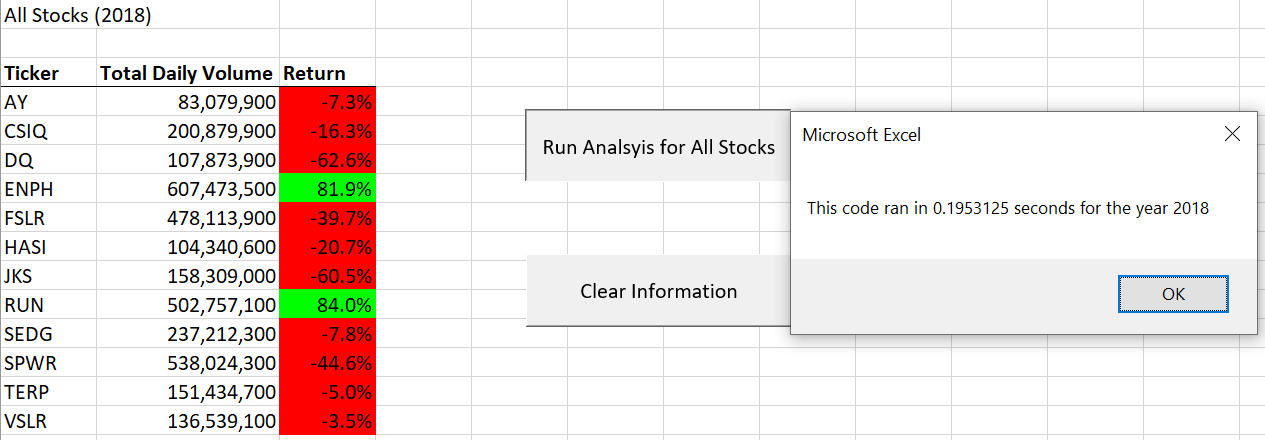 All Stocks (2018)
Ticker Total Daily Volume Return
AY 83,079,900 -7.3%
CSIQ 200,879,900 -16.3%
DQ 107,873,900 -62.6%
ENPH 607,473,500 81.9%
FSLR 478,113,900 -39.7%
HASI 104,340,600 -20.7%
JKS 158,309,000 -60.5%
RUN 502,757,100 84.0%
SEDG 237,212,300 -7.8%
SPWR 538,024,300 -44.6%
TERP 151,434,700 -5.0%
VSLR 136,539,100 -3.5%
Run Analsyis for All Stocks
Clear Information
Microsoft Excel
This code ran in 0.1953125 seconds for the year 2018
OK